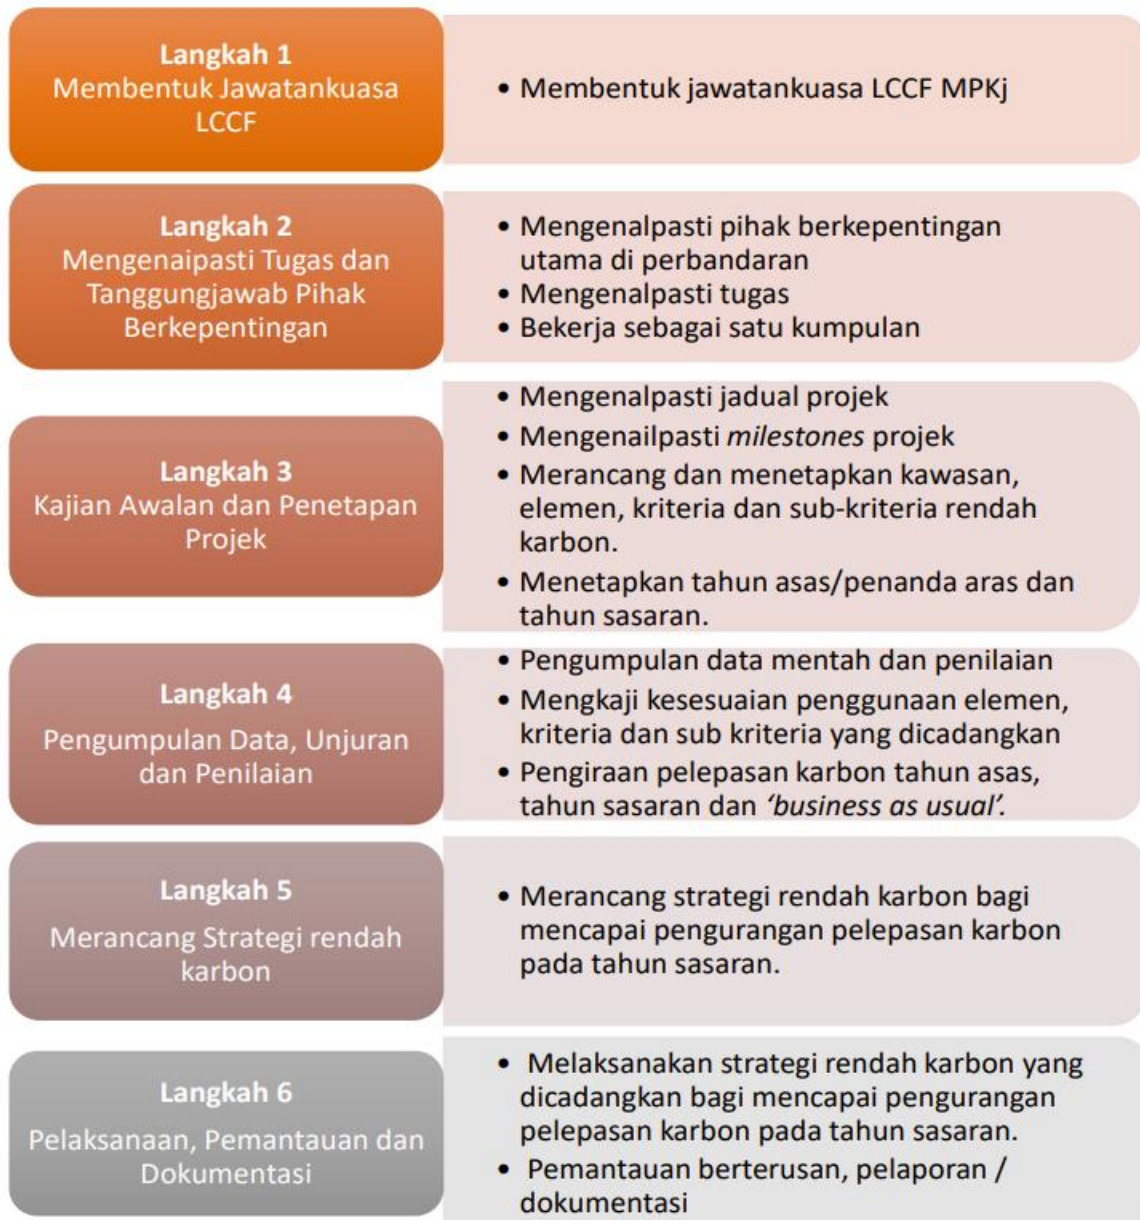 Langkah 1
Membentuk Jawatankuasa
LCCF
• Membentuk jawatankuasa LCCF MPKj
Langkah 2
Mengenaipasti Tugas dan
Tanggungjawab Pihak
Berkepentingan
• Mengenalpasti pihak berkepentingan
utama di perbandaran
• Mengenalpasti tugas
• Bekerja sebagai satu kumpulan
Langkah 3
Kajian Awalan dan Penetapan
Projek
• Mengenalpasti jadual projek
• Mengenailpasti milestones projek
• Merancang dan menetapkan kawasan,
elemen, kriteria dan sub-kriteria rendah
karbon.
• Menetapkan tahun asas/penanda aras dan
tahun sasaran.
Langkah 4
Pengumpulan Data, Unjuran
dan Penilaian
• Pengumpulan data mentah dan penilaian
• Mengkaji kesesuaian penggunaan elemen,
kriteria dan sub kriteria yang dicadangkan
• Pengiraan pelepasan karbon tahun asas,
tahun sasaran dan ‘business as usual’.
Langkah 5
Merancang Strategi rendah
karbon
• Merancang strategi rendah karbon bagi
mencapai pengurangan pelepasan karbon
pada tahun sasaran.
Langkah 6
Pelaksanaan, Pemantauan dan
Dokumentasi
• Melaksanakan strategi rendah karbon yang
dicadangkan bagi mencapai pengurangan
pelepasan karbon pada tahun sasaran.
• Pemantauan berterusan, pelaporan /
dokumentasi